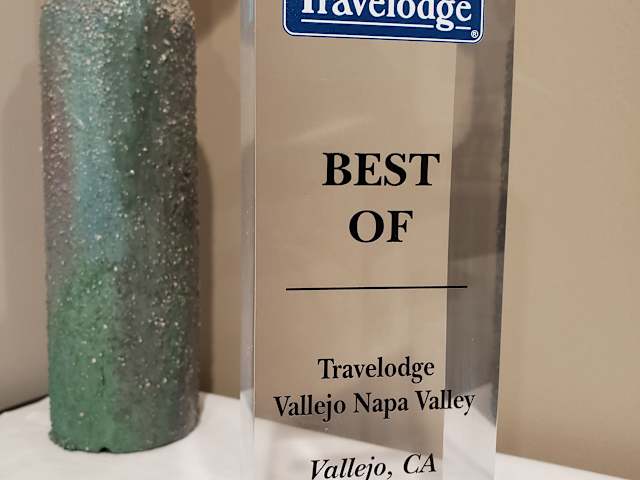 Travelodge
®
BEST
OF
Travelodge
Vallejo Napa Valley
Vallejo, CA